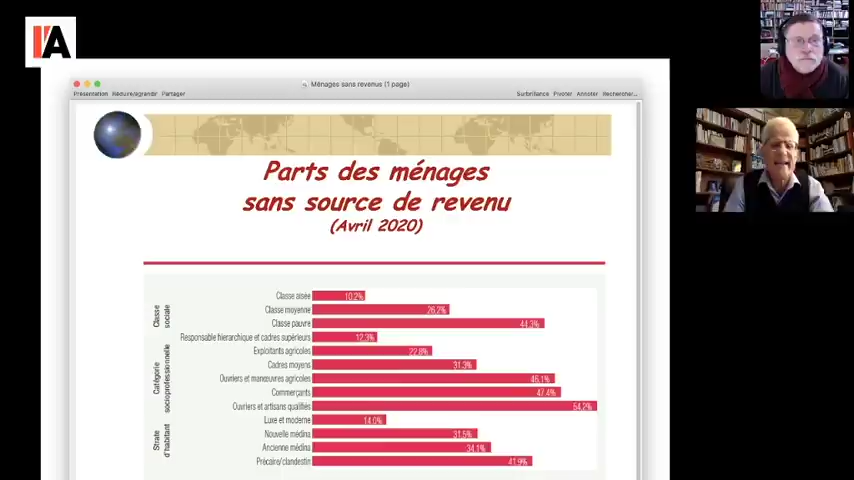 I'A
Ménages sans revenus (1 page)
Présentation Réduire/agrandir Partager
Surbrillance Pivoter Annoter Rechercher...
Parts des ménages
sans source de revenu
(Avril 2020)
Classe sociale
Classe aisée 10,2%
Classe moyenne 26,2%
Classe pauvre 44,3%
Catégorie socioprofessionnelle
Responsable hierarchique et cadres supérieurs 12,3%
Exploitants agricoles 22,8%
Cadres moyens 31,3%
Ouvriers et manœuvres agricoles 46,1%
Commerçants 47,4%
Ouvriers et artisans qualifiés 54,2%
Strate d'habitant
Luxe et moderne 14,0%
Nouvelle médina 31,5%
Ancienne médina 34,1%
Précaire/clandestin 41,9%